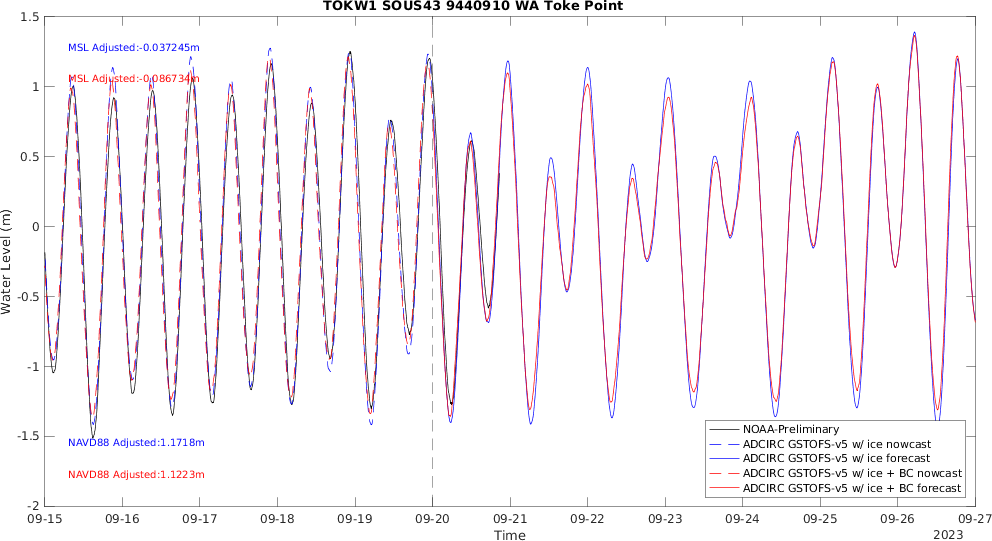 TOKW1 SOUS43 9440910 WA Toke Point
1.5
1
0.5
0
-0.5
-1
-1.5
-2
Water Level (m)
MSL Adjusted:-0.037245m
MSL Adjusted:-0.086734m
NAVD88 Adjusted:1.1718m
NAVD88 Adjusted:1.1223m
NOAA-Preliminary
ADCIRC GSTOFS-v5 w/ ice nowcast
ADCIRC GSTOFS-v5 w/ ice forecast
ADCIRC GSTOFS-v5 w/ ice + BC nowcast
ADCIRC GSTOFS-v5 w/ ice + BC forecast
09-15 09-16 09-17 09-18 09-19 09-20 09-21 09-22 09-23 09-24 09-25 09-26 09-27
Time
2023